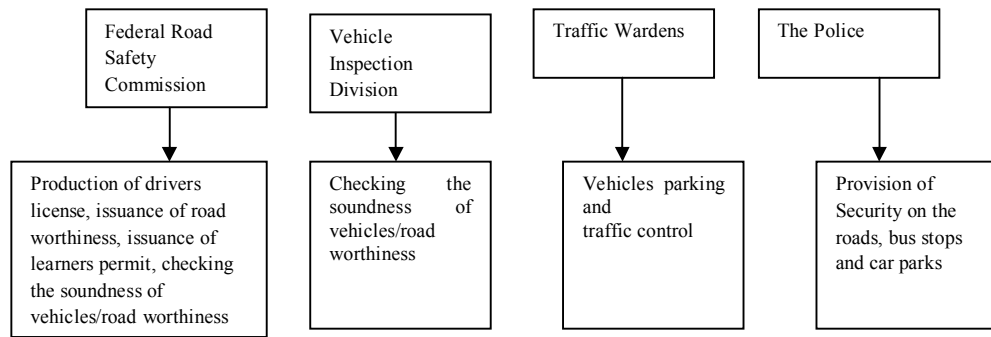 Federal Road
Safety
Commission
Vehicle
Inspection
Division
Traffic Wardens
The Police
Production of drivers
license, issuance of road
worthiness, issuance of
learners permit, checking
the soundness of
vehicles/road worthiness
Checking the
soundness of
vehicles/road
worthiness
Vehicles parking
and
traffic control
Provision of
Security on the
roads, bus stops
and car parks